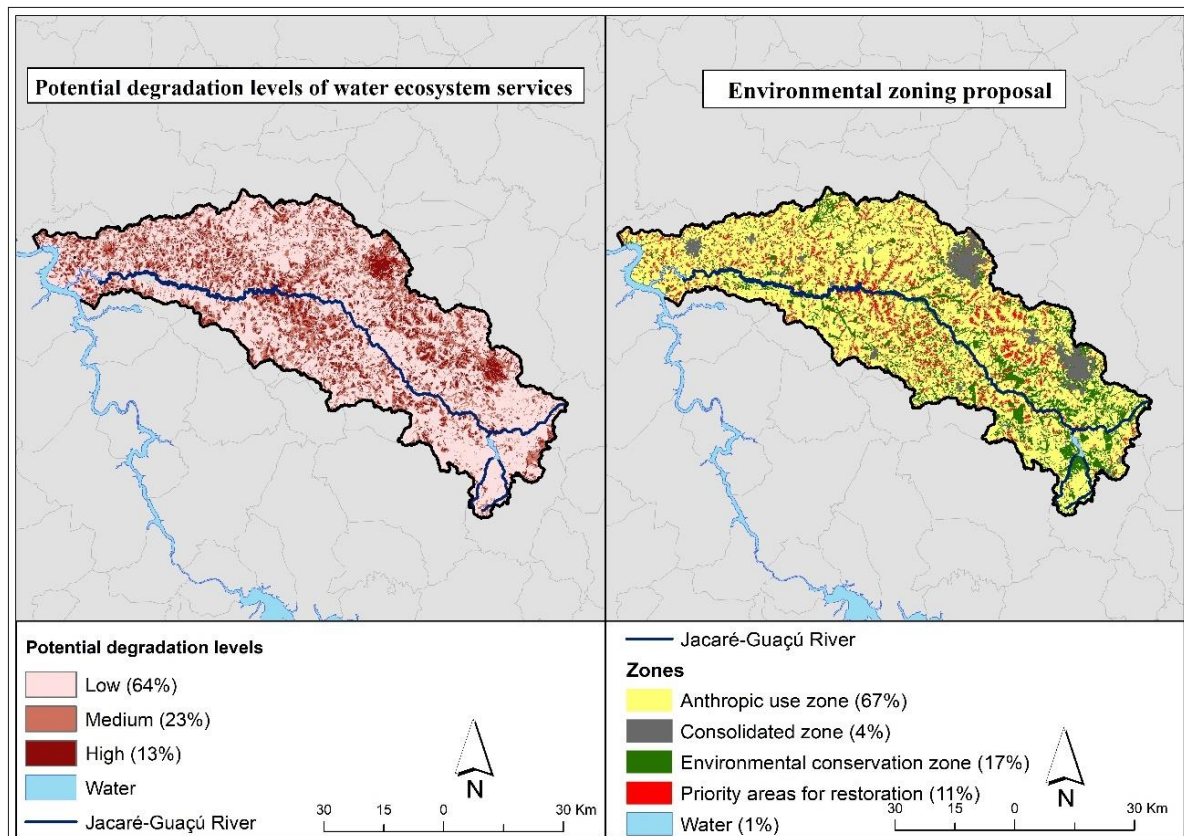 Potential degradation levels of water ecosystem services
Potential degradation levels
Low (64%)
Medium (23%)
High (13%)
Water
Jacaré-Guaçú River
N
30 15 0 30 Km
Environmental zoning proposal
Jacaré-Guaçú River
Zones
Anthropic use zone (67%)
Consolidated zone (4%)
Environmental conservation zone (17%)
Priority areas for restoration (11%)
Water (1%)
N
30 15 0 30 Km